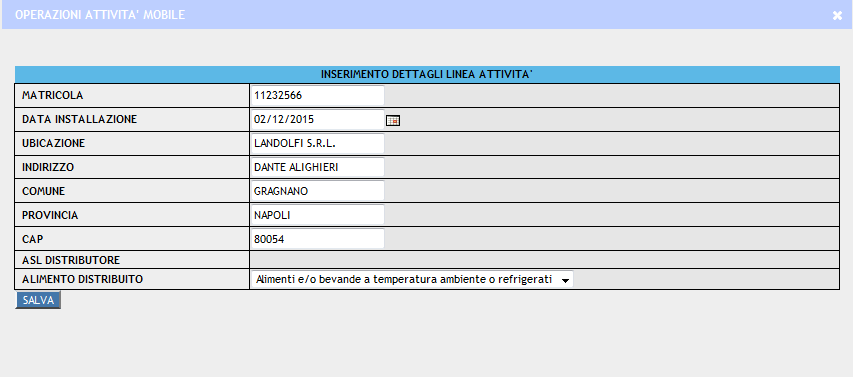 OPERAZIONI ATTIVITA' MOBILE
INSERIMENTO DETTAGLI LINEA ATTIVITA'
MATRICOLA 11232566
DATA INSTALLAZIONE 02/12/2015
UBICAZIONE LANDOLFI S.R.L.
INDIRIZZO DANTE ALIGHIERI
COMUNE GRAGNANO
PROVINCIA NAPOLI
CAP 80054
ASL DISTRIBUTORE
ALIMENTO DISTRIBUITO Alimenti e/o bevande a temperatura ambiente o refrigerati
SALVA